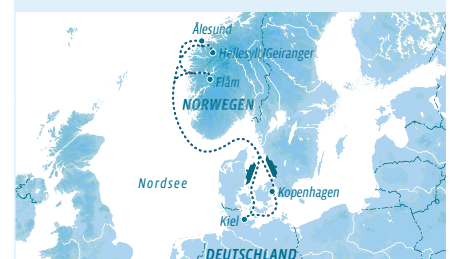 Ålesund
Hellesylt/Geiranger
Flåm
NORWEGEN
Nordsee
Kopenhagen
Kiel
DEUTSCHLAND